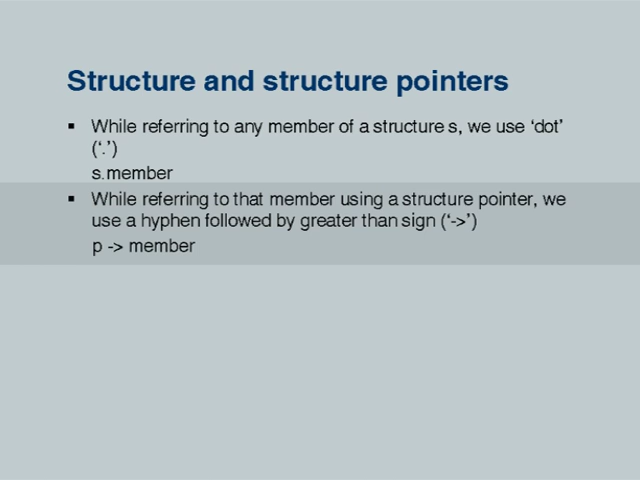 Structure and structure pointers
▪ While referring to any member of a structure s, we use ‘dot’
(‘.’)
s.member
▪ While referring to that member using a structure pointer, we
use a hyphen followed by greater than sign (‘->’)
p -> member